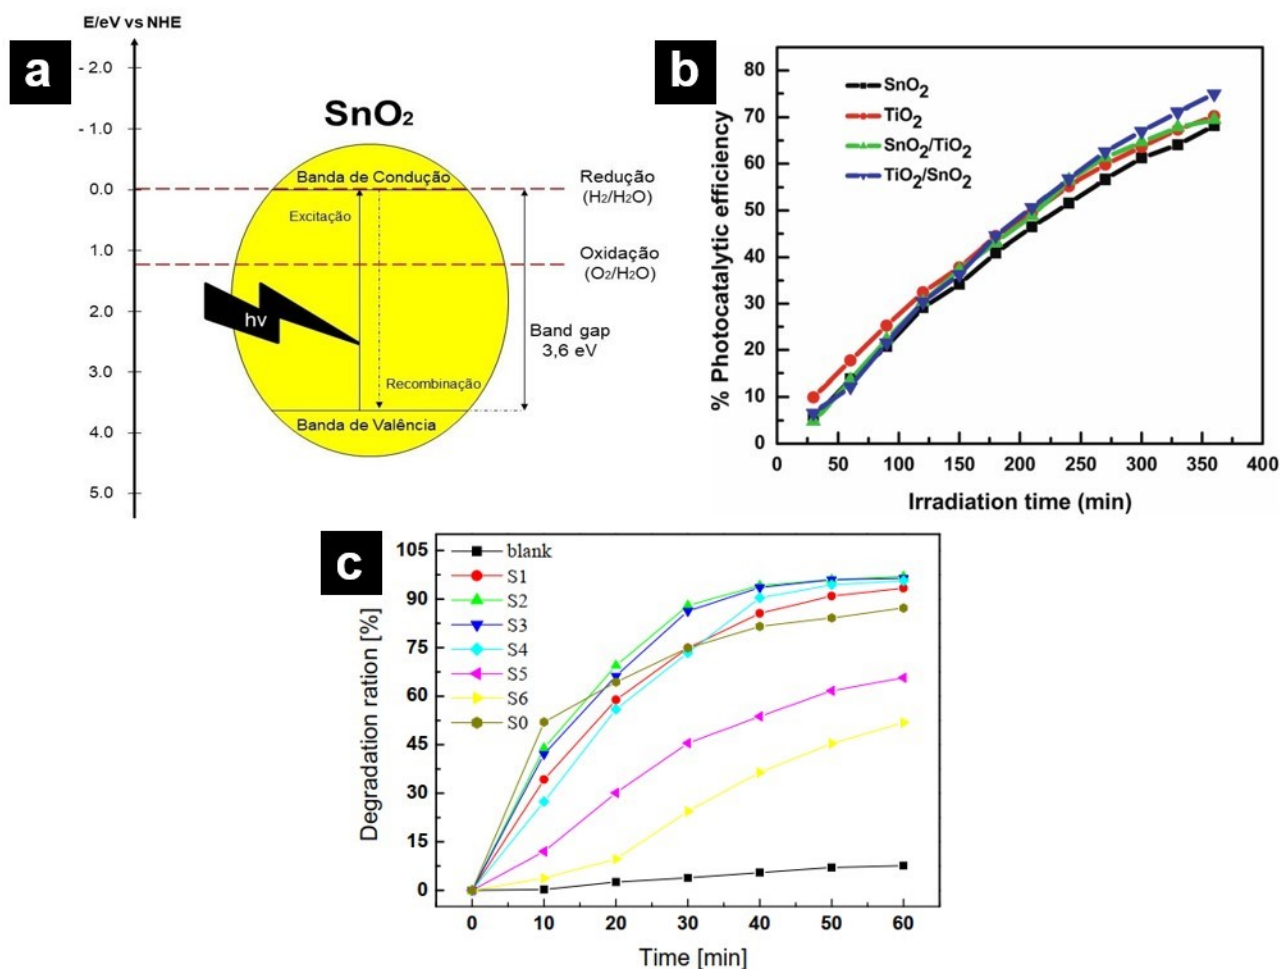 a
E/eV vs NHE
- 2.0
- 1.0
0.0
1.0
2.0
3.0
4.0
5.0
SnO₂
Banda de Condução
Excitação
hν
Recombinação
Banda de Valência
Redução
(H₂/H₂O)
Oxidação
(O₂/H₂O)
Band gap
3,6 eV
b
% Photocatalytic efficiency
80
70
60
50
40
30
20
10
0
SnO₂
TiO₂
SnO₂/TiO₂
TiO₂/SnO₂
0 50 100 150 200 250 300 350 400
Irradiation time (min)
c
Degradation ration [%]
105
90
75
60
45
30
15
0
blank
S1
S2
S3
S4
S5
S6
S0
0 10 20 30 40 50 60
Time [min]